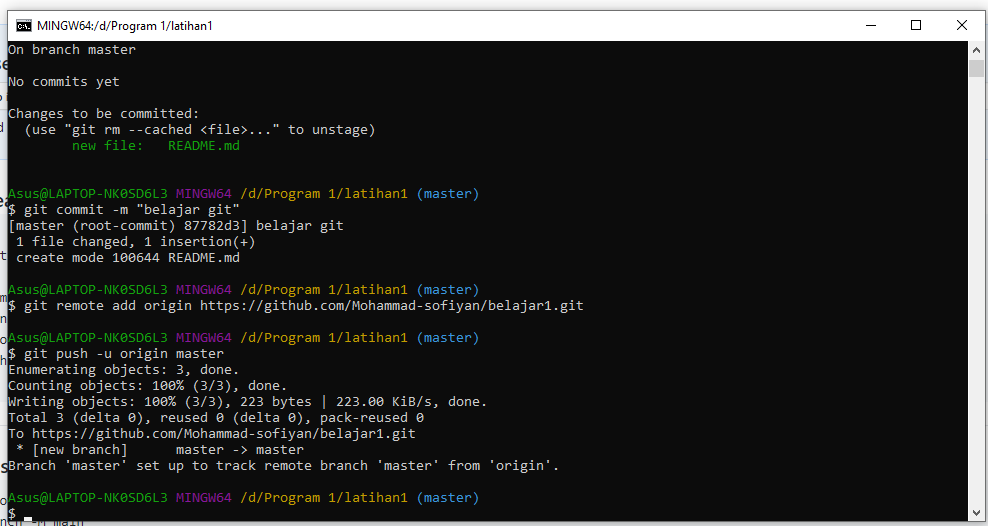 MINGW64:/d/Program 1/latihan1
On branch master
No commits yet
Changes to be committed:
(use "git rm --cached <file>..." to unstage)
new file: README.md
Asus@LAPTOP-NK0SD6L3 MINGW64 /d/Program 1/latihan1 (master)
$ git commit -m "belajar git"
[master (root-commit) 87782d3] belajar git
1 file changed, 1 insertion(+)
create mode 100644 README.md
Asus@LAPTOP-NK0SD6L3 MINGW64 /d/Program 1/latihan1 (master)
$ git remote add origin https://github.com/Mohammad-sofiyan/belajar1.git
Asus@LAPTOP-NK0SD6L3 MINGW64 /d/Program 1/latihan1 (master)
$ git push -u origin master
Enumerating objects: 3, done.
Counting objects: 100% (3/3), done.
Writing objects: 100% (3/3), 223 bytes | 223.00 KiB/s, done.
Total 3 (delta 0), reused 0 (delta 0), pack-reused 0
To https://github.com/Mohammad-sofiyan/belajar1.git
* [new branch] master -> master
Branch 'master' set up to track remote branch 'master' from 'origin'.
Asus@LAPTOP-NK0SD6L3 MINGW64 /d/Program 1/latihan1 (master)
$